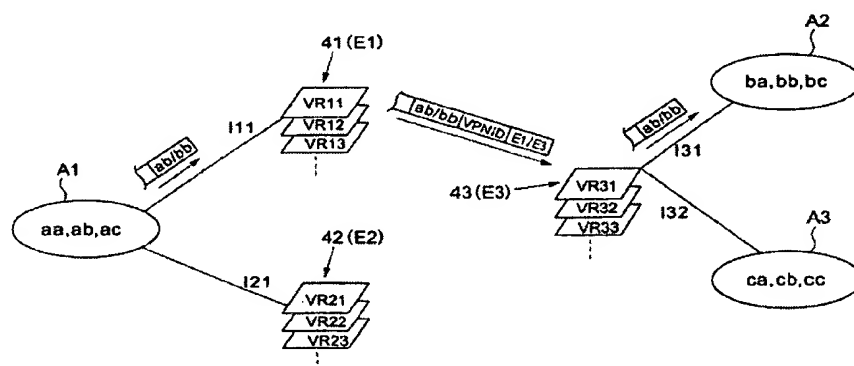 A2
41(E1)
ba,bb,bc
VR11
ab/bb VPNID E1/E3
I11
VR12
ab/bb
VR13
ab/bb
I31
A1
43(E3)
VR31
I32
aa,ab,ac
42(E2)
VR32
A3
VR33
I21
ca,cb,cc
VR21
VR22
VR23